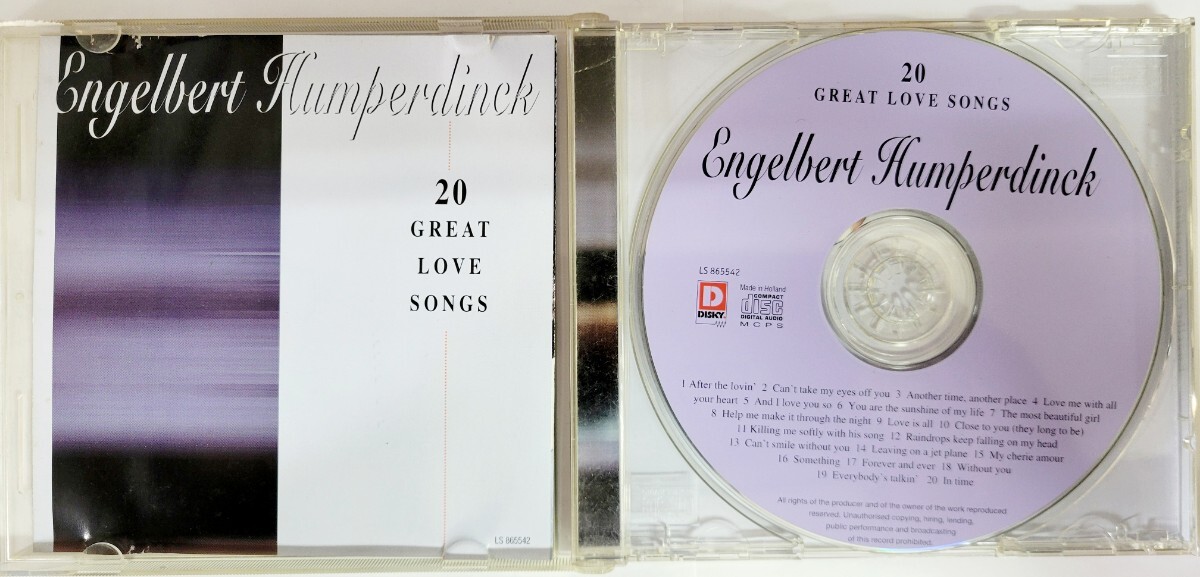 Engelbert Humperdinck
20
GREAT
LOVE
SONGS
LS 865542
20
GREAT LOVE SONGS
Engelbert Humperdinck
LS 865542
D
DISKY
Made in Holland
COMPACT
disc
DIGITAL AUDIO
MCPS
1 After the lovin' 2 Can't take my eyes off you 3 Another time, another place 4 Love me with all
your heart 5 And I love you so 6 You are the sunshine of my life 7 The most beautiful girl
8 Help me make it through the night 9 Love is all 10 Close to you (they long to be)
11 Killing me softly with his song 12 Raindrops keep falling on my head
13 Can't smile without you 14 Leaving on a jet plane 15 My cherie amour
16 Something 17 Forever and ever 18 Without you
19 Everybody's talkin' 20 In time
All rights of the producer and of the owner of the work reproduced
reserved. Unauthorised copying, hiring, lending,
public performance and broadcasting
of this record prohibited.